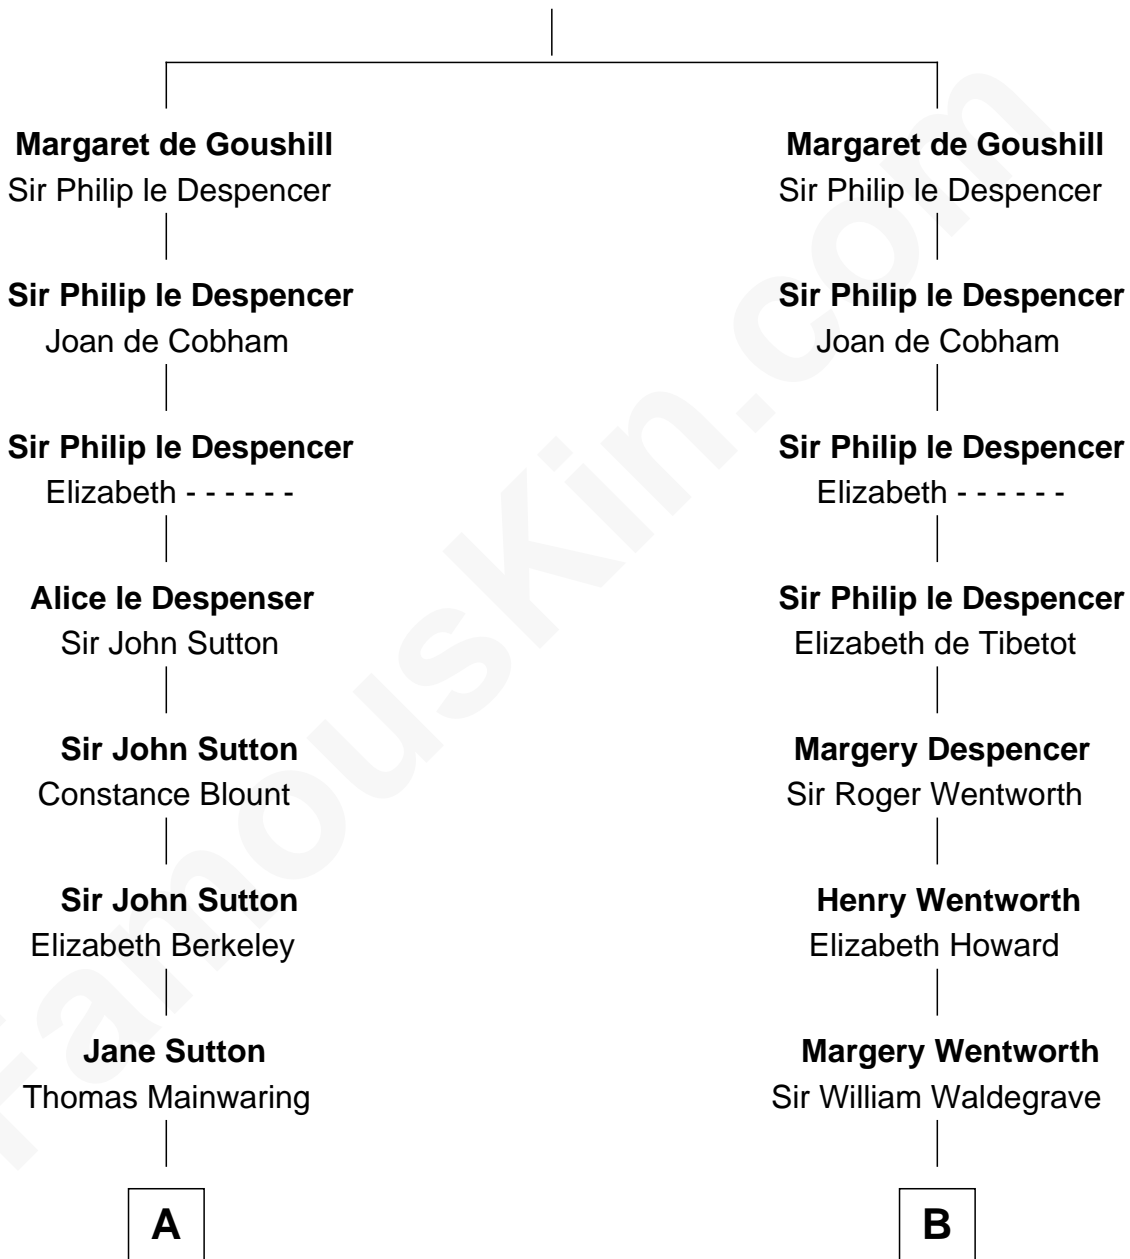 Margaret de Goushill
Sir Philip le Despencer
Sir Philip le Despencer
Joan de Cobham
Sir Philip le Despencer
Elizabeth - - - - - -
Alice le Despenser
Sir John Sutton
Sir John Sutton
Constance Blount
Sir John Sutton
Elizabeth Berkeley
Jane Sutton
Thomas Mainwaring
A
Margaret de Goushill
Sir Philip le Despencer
Sir Philip le Despencer
Joan de Cobham
Sir Philip le Despencer
Elizabeth - - - - - -
Sir Philip le Despencer
Elizabeth de Tibetot
Margery Despencer
Sir Roger Wentworth
Henry Wentworth
Elizabeth Howard
Margery Wentworth
Sir William Waldegrave
B
FamousKin.com